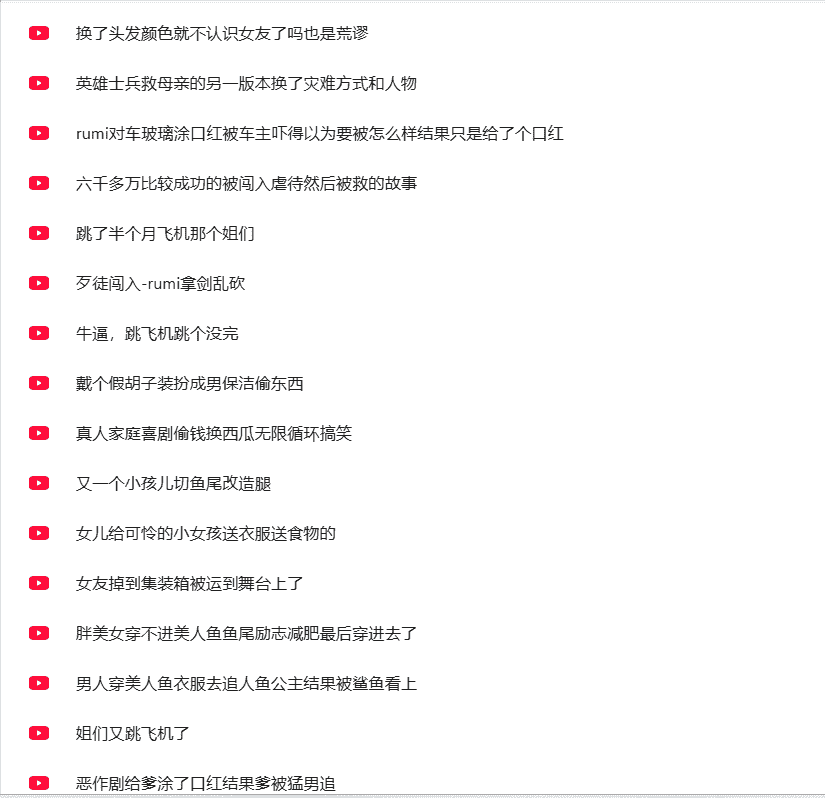 换了头发颜色就不认识女友了吗也是荒谬
英雄士兵救母亲的另一版本换了灾难方式和人物
rumi对车玻璃涂口红被车主吓得以为要被怎么样结果只是给了个口红
六千多万比较成功的被闯入虐待然后被救的故事
跳了半个月飞机那个姐们
歹徒闯入-rumi拿剑乱砍
牛逼，跳飞机跳个没完
戴个假胡子装扮成男保洁偷东西
真人家庭喜剧偷钱换西瓜无限循环搞笑
又一个小孩儿切鱼尾改造腿
女儿给可怜的小女孩送衣服送食物的
女友掉到集装箱被运到舞台上了
胖美女穿不进美人鱼鱼尾励志减肥最后穿进去了
男人穿美人鱼衣服去追人鱼公主结果被鲨鱼看上
姐们又跳飞机了
恶作剧给爹涂了口红结果爹被猛男追